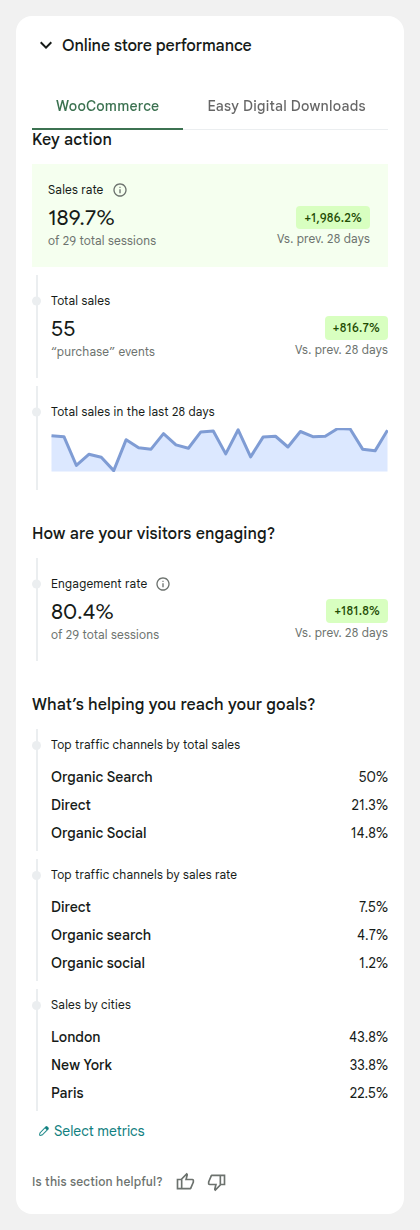 Online store performance
WooCommerce Easy Digital Downloads
Key action
Sales rate
189.7% +1,986.2%
of 29 total sessions Vs. prev. 28 days
Total sales
55 +816.7%
“purchase” events Vs. prev. 28 days
Total sales in the last 28 days
How are your visitors engaging?
Engagement rate
80.4% +181.8%
of 29 total sessions Vs. prev. 28 days
What’s helping you reach your goals?
Top traffic channels by total sales
Organic Search 50%
Direct 21.3%
Organic Social 14.8%
Top traffic channels by sales rate
Direct 7.5%
Organic search 4.7%
Organic social 1.2%
Sales by cities
London 43.8%
New York 33.8%
Paris 22.5%
Select metrics
Is this section helpful?